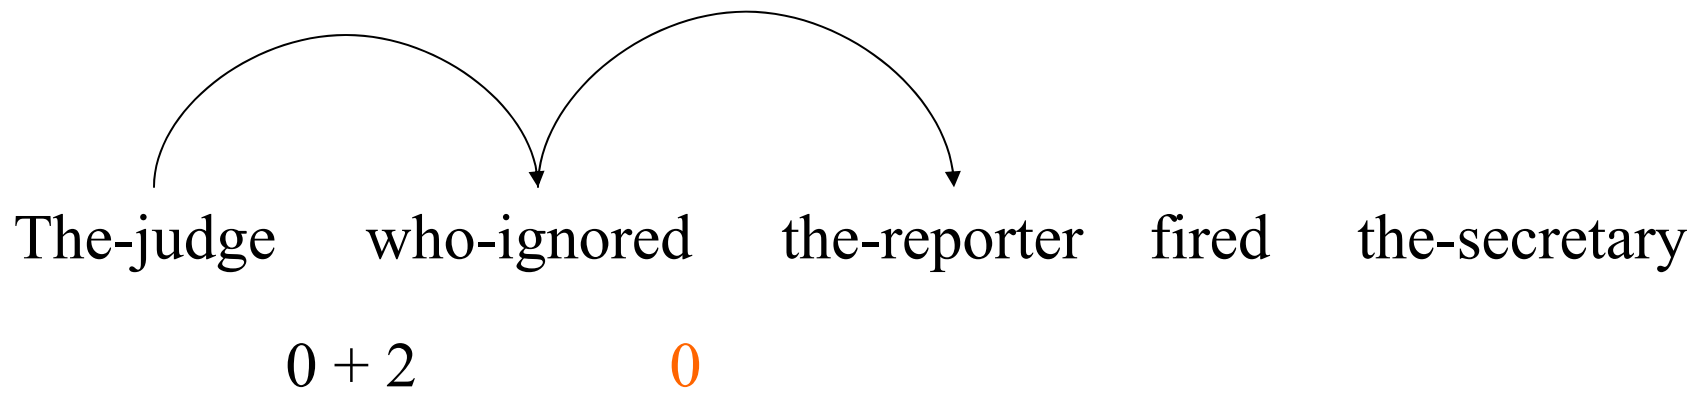 The-judge who-ignored the-reporter fired the-secretary
0 + 2 0